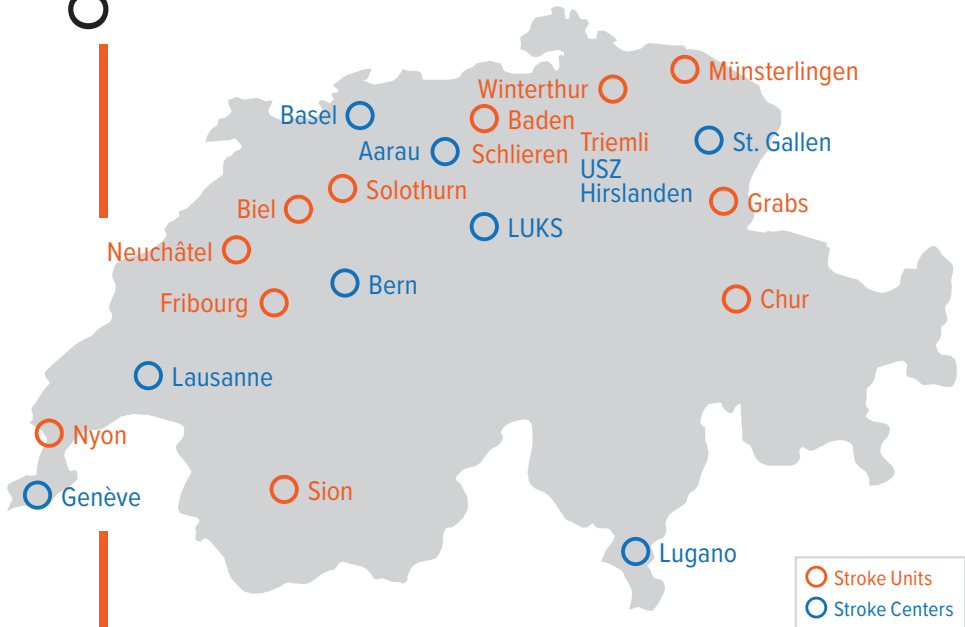 Münsterlingen
Winterthur
Basel
Baden
Triemli
St. Gallen
Aarau
Schlieren
USZ
Hirslanden
Solothurn
Grabs
Biel
LUKS
Neuchâtel
Bern
Chur
Fribourg
Lausanne
Nyon
Sion
Genève
Lugano
Stroke Units
Stroke Centers